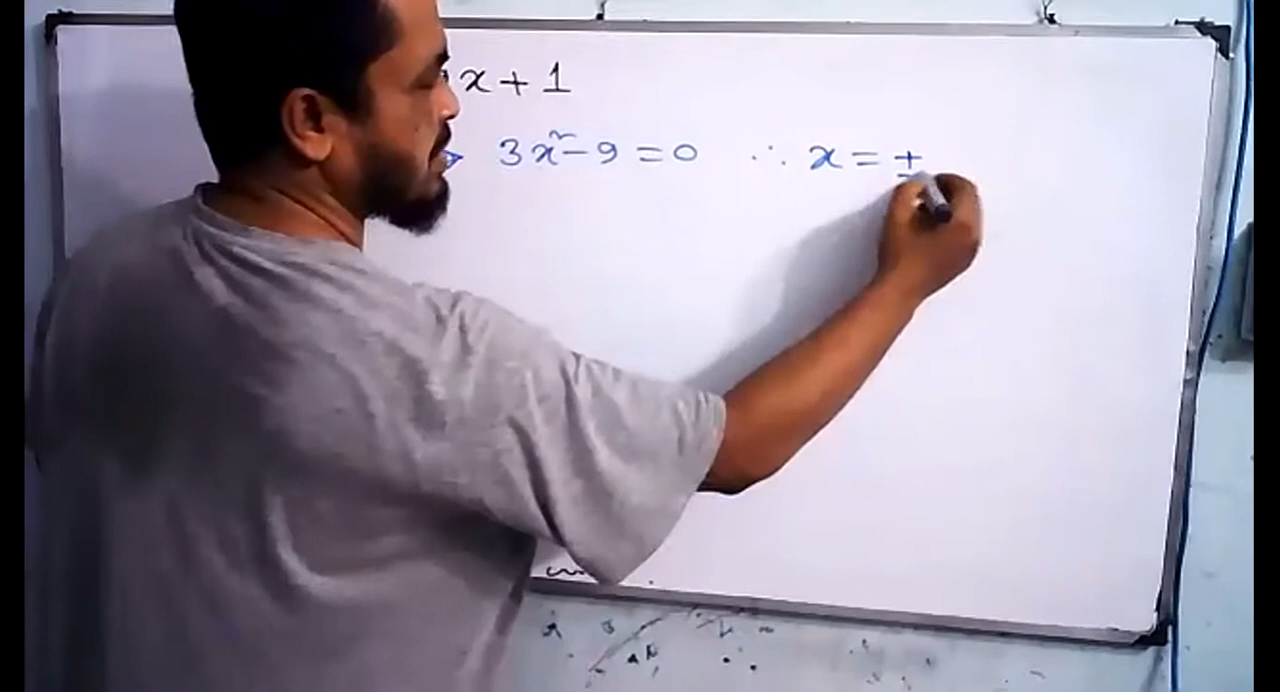 x + 1
3x² - 9 = 0 ∴ x = ±